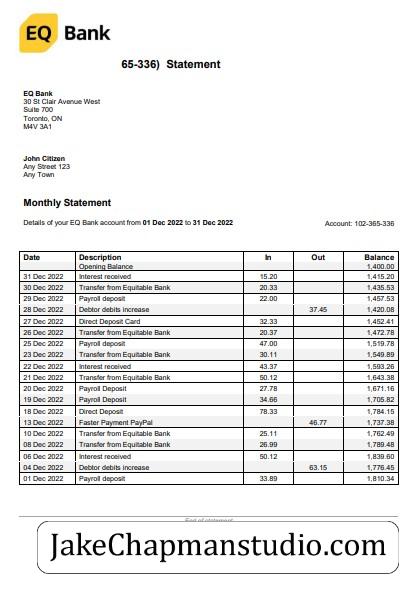 EQ Bank
65-336) Statement
EQ Bank
30 St Clair Avenue West
Suite 700
Toronto, ON
M4V 3A1
John Citizen
Any Street 123
Any Town
Monthly Statement
Details of your EQ Bank account from 01 Dec 2022 to 31 Dec 2022 Account: 102-365-336
Date Description In Out Balance
Opening Balance 1,400.00
31 Dec 2022 Interest received 15.20 1,415.20
30 Dec 2022 Transfer from Equitable Bank 20.33 1,435.53
29 Dec 2022 Payroll deposit 22.00 1,457.53
28 Dec 2022 Debtor debits increase 37.45 1,420.08
27 Dec 2022 Direct Deposit Card 32.33 1,452.41
26 Dec 2022 Transfer from Equitable Bank 20.37 1,472.78
25 Dec 2022 Payroll deposit 47.00 1,519.78
23 Dec 2022 Transfer from Equitable Bank 30.11 1,549.89
22 Dec 2022 Interest received 43.37 1,593.26
21 Dec 2022 Transfer from Equitable Bank 50.12 1,643.38
20 Dec 2022 Payroll Deposit 27.78 1,671.16
19 Dec 2022 Payroll Deposit 34.66 1,705.82
18 Dec 2022 Direct Deposit 78.33 1,784.15
13 Dec 2022 Faster Payment PayPal 46.77 1,737.38
10 Dec 2022 Transfer from Equitable Bank 25.11 1,762.49
08 Dec 2022 Transfer from Equitable Bank 26.99 1,789.48
06 Dec 2022 Interest received 50.12 1,839.60
04 Dec 2022 Debtor debits increase 63.15 1,776.45
01 Dec 2022 Payroll deposit 33.89 1,810.34
End of statement
JakeChapmanstudio.com